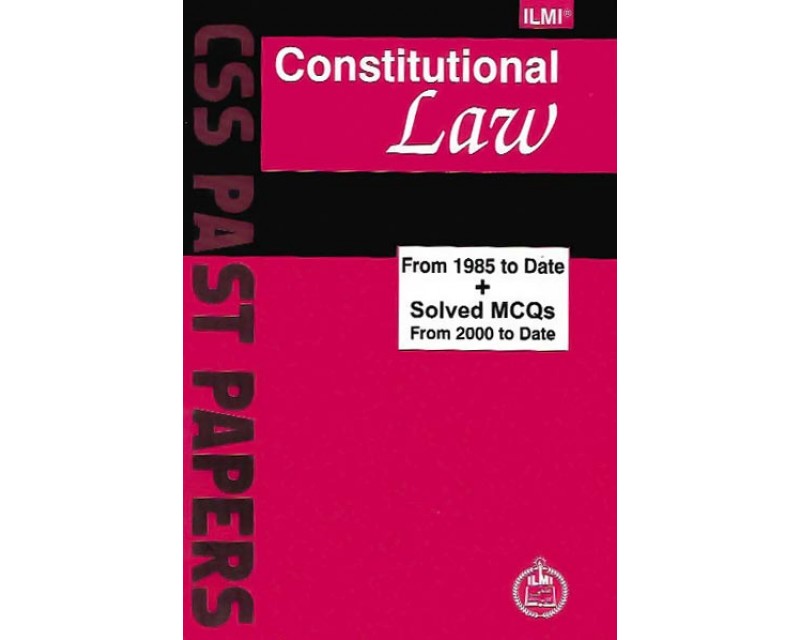 ILMI®
Constitutional
Law
CSS PAST PAPERS
From 1985 to Date
+
Solved MCQs
From 2000 to Date
ILMI